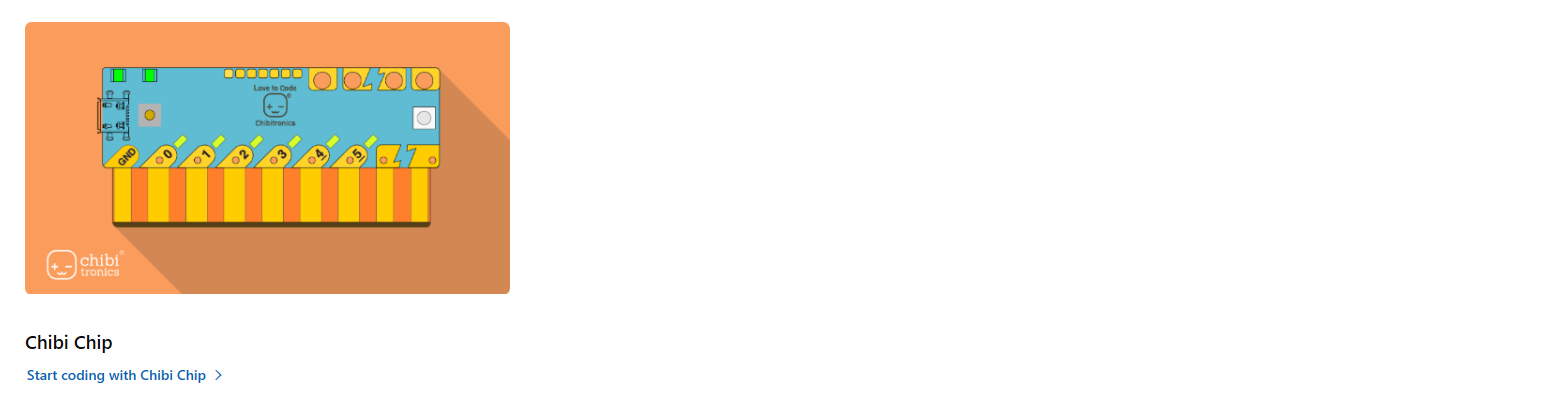 Love to Code
Chibitronics
GND 0 1 2 3 4 5
chibi
tronics
Chibi Chip
Start coding with Chibi Chip